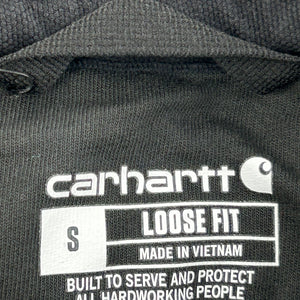 carhartt
S
LOOSE FIT
MADE IN VIETNAM
BUILT TO SERVE AND PROTECT
ALL HARDWORKING PEOPLE